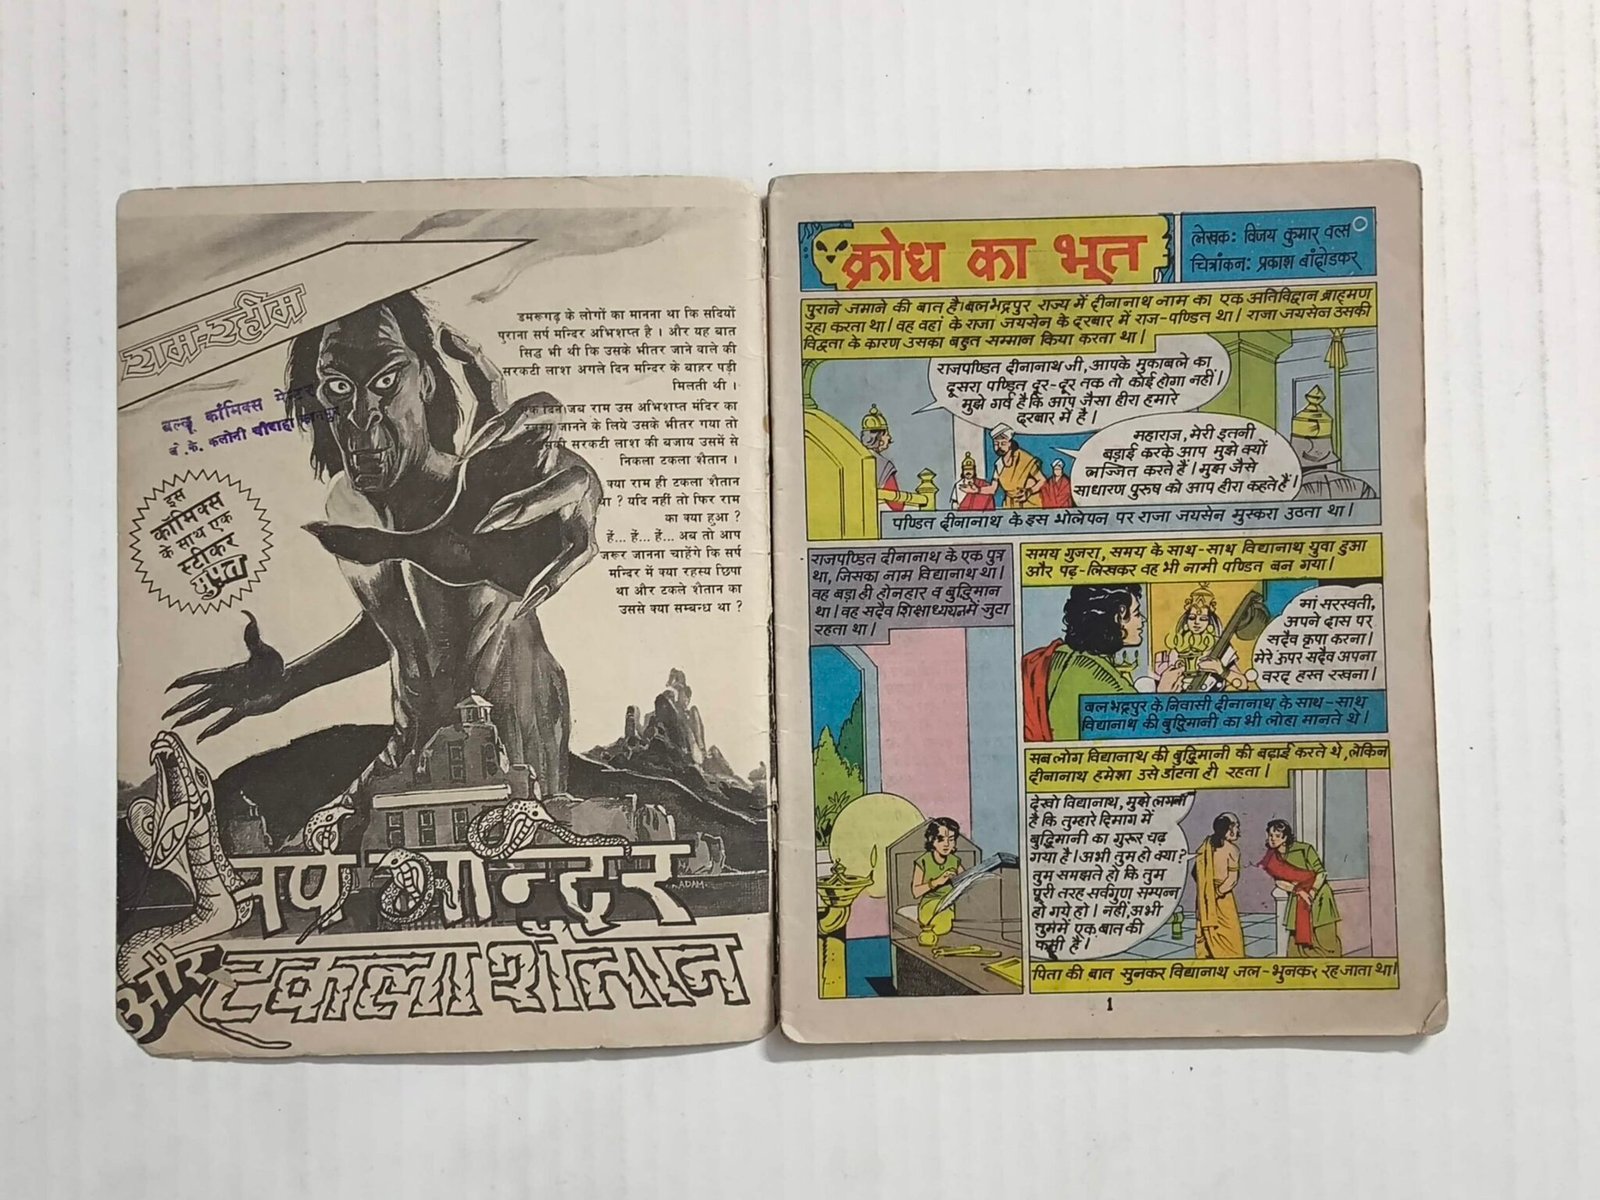 राम-रहीम
डमरूगढ़ के लोगों का मानना था कि सदियों
पुराना सर्प मन्दिर अभिशप्त है । और यह बात
सिद्ध भी थी कि उसके भीतर जाने वाले की
सरकटी लाश अगले दिन मन्दिर के बाहर पड़ी
मिलती थी ।
एक दिन जब राम उस अभिशप्त मंदिर का
जानने के लिये उसके भीतर गया तो
सरकटी लाश की बजाय उसमें से
निकला टकला शैतान ।
क्या राम ही टकला शैतान
था ? यदि नहीं तो फिर राम
का क्या हुआ ?
हें... हें... हें... अब तो आप
जरूर जानना चाहेंगे कि सर्प
मन्दिर में क्या रहस्य छिपा
था और टकले शैतान का
उससे क्या सम्बन्ध था ?
बल्लू कॉमिक्स
कलोनी चौराहा
इस
कॉमिक्स
के साथ एक
स्टीकर
मुफ्त
ADAM
सर्प मन्दिर
और टकला शैतान
क्रोध का भूत
लेखक: विजय कुमार वत्स
चित्रांकन: प्रकाश बांदोडकर
पुराने जमाने की बात है। बलभद्रपुर राज्य में दीनानाथ नाम का एक अतिविद्वान ब्राह्मण
रहा करता था। वह वहां के राजा जयसेन के दरबार में राज-पण्डित था। राजा जयसेन उसकी
विद्वता के कारण उसका बहुत सम्मान किया करता था।
राजपण्डित दीनानाथ जी, आपके मुकाबले का
दूसरा पण्डित दूर-दूर तक तो कोई होगा नहीं।
मुझे गर्व है कि आप जैसा हीरा हमारे
दरबार में है।
महाराज, मेरी इतनी
बड़ाई करके आप मुझे क्यों
लज्जित करते हैं। मुझ जैसे
साधारण पुरुष को आप हीरा कहते हैं।
पण्डित दीनानाथ के इस भोलेपन पर राजा जयसेन मुस्करा उठता था।
राजपण्डित दीनानाथ के एक पुत्र
था, जिसका नाम विद्यानाथ था।
वह बड़ा ही होनहार व बुद्धिमान
था। वह सदैव शिक्षाध्ययन में जुटा
रहता था।
समय गुजरा, समय के साथ-साथ विद्यानाथ युवा हुआ
और पढ़-लिखकर वह भी नामी पण्डित बन गया।
मां सरस्वती,
अपने दास पर
सदैव कृपा करना।
मेरे ऊपर सदैव अपना
वरद हस्त रखना।
बलभद्रपुर के निवासी दीनानाथ के साथ-साथ
विद्यानाथ की बुद्धिमानी का भी लोहा मानते थे।
सब लोग विद्यानाथ की बुद्धिमानी की बढ़ाई करते थे, लेकिन
दीनानाथ हमेशा उसे डांटता ही रहता।
देखो विद्यानाथ, मुझे लगता
है कि तुम्हारे दिमाग में
बुद्धिमानी का गुरूर चढ़
गया है। अभी तुम हो क्या?
तुम समझते हो कि तुम
पूरी तरह सर्वगुण सम्पन्न
हो गये हो। नहीं, अभी
तुममें एक बात की
कमी है।
पिता की बात सुनकर विद्यानाथ जल-भुनकर रह जाता था।
1